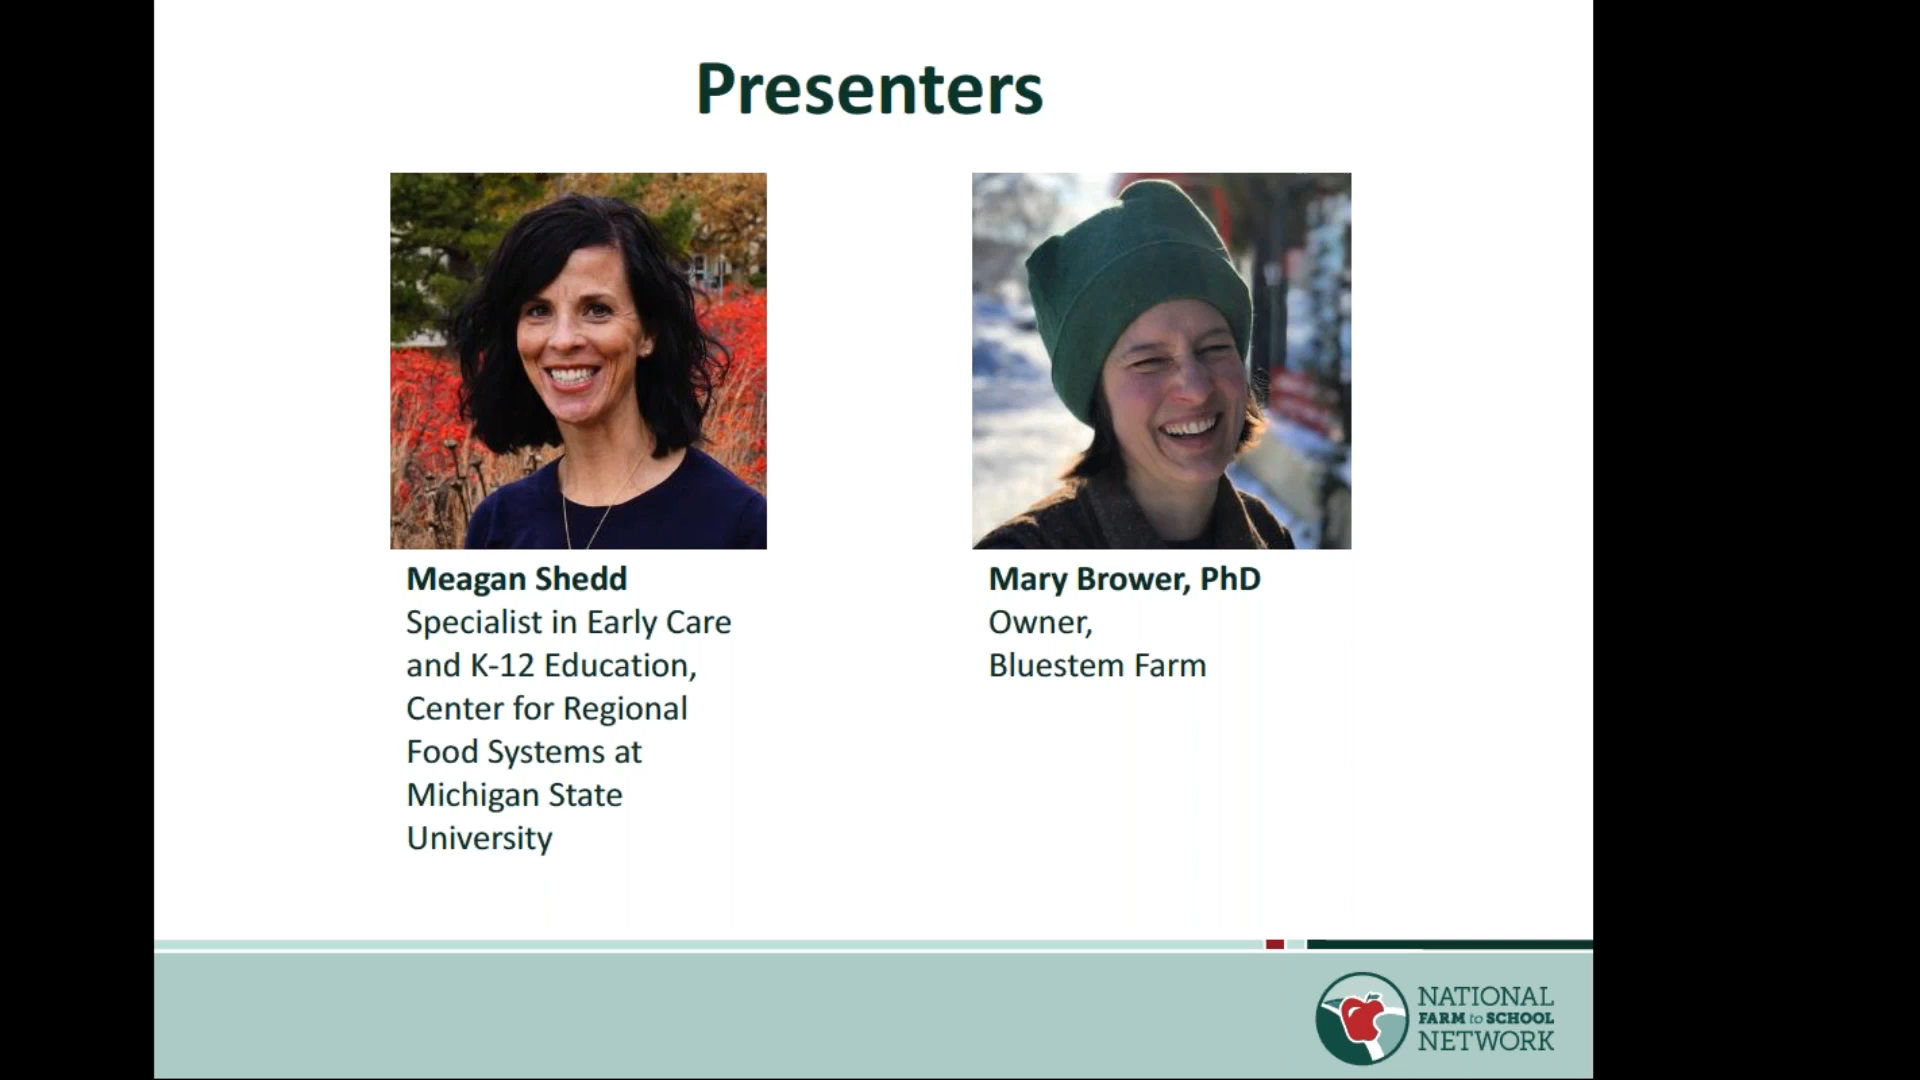 Presenters
Meagan Shedd
Specialist in Early Care
and K-12 Education,
Center for Regional
Food Systems at
Michigan State
University
Mary Brower, PhD
Owner,
Bluestem Farm
NATIONAL
FARM to SCHOOL
NETWORK